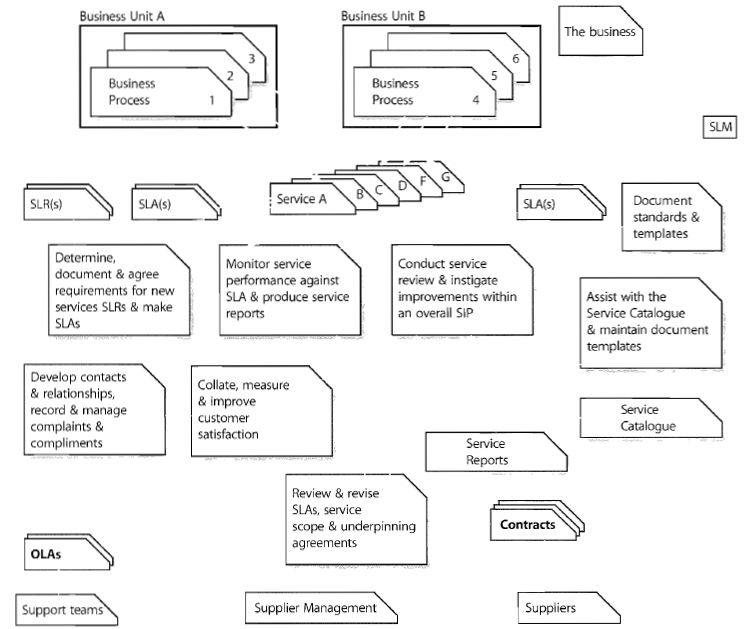 Business Unit A
Business Unit B
The business
3
2
Business
Process 1
6
5
Business
Process 4
SLM
SLR(s)
SLA(s)
Service A
B
C
D
F
G
SLA(s)
Document
standards &
templates
Determine,
document & agree
requirements for new
services SLRs & make
SLAs
Monitor service
performance against
SLA & produce service
reports
Conduct service
review & instigate
improvements within
an overall SIP
Assist with the
Service Catalogue
& maintain document
templates
Develop contacts
& relationships,
record & manage
complaints &
compliments
Collate, measure
& improve
customer
satisfaction
Service
Catalogue
Service
Reports
Review & revise
SLAs, service
scope & underpinning
agreements
Contracts
OLAs
Support teams
Supplier Management
Suppliers